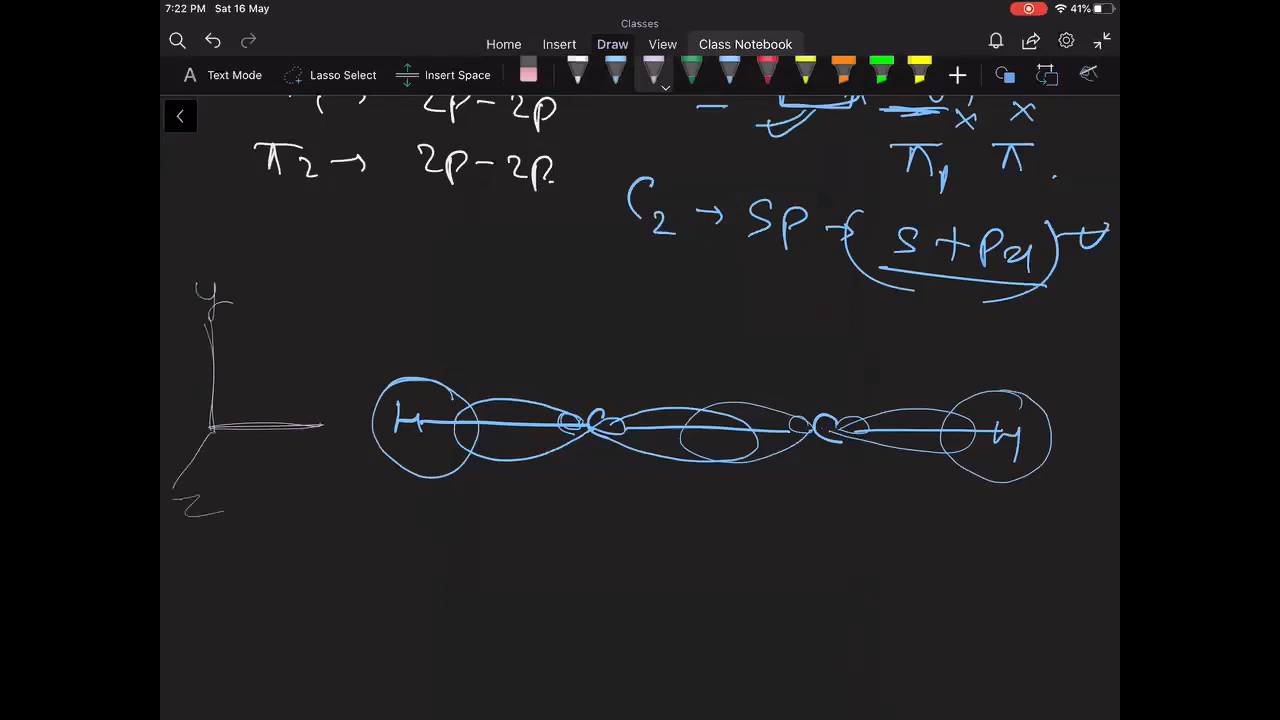 7:22 PM Sat 16 May
41%
Classes
Home Insert Draw View Class Notebook
Text Mode Lasso Select Insert Space
2p - 2p
π2 → 2p - 2p.
x x
π π
C2 → sp → (s + px)
y
H C C H
z